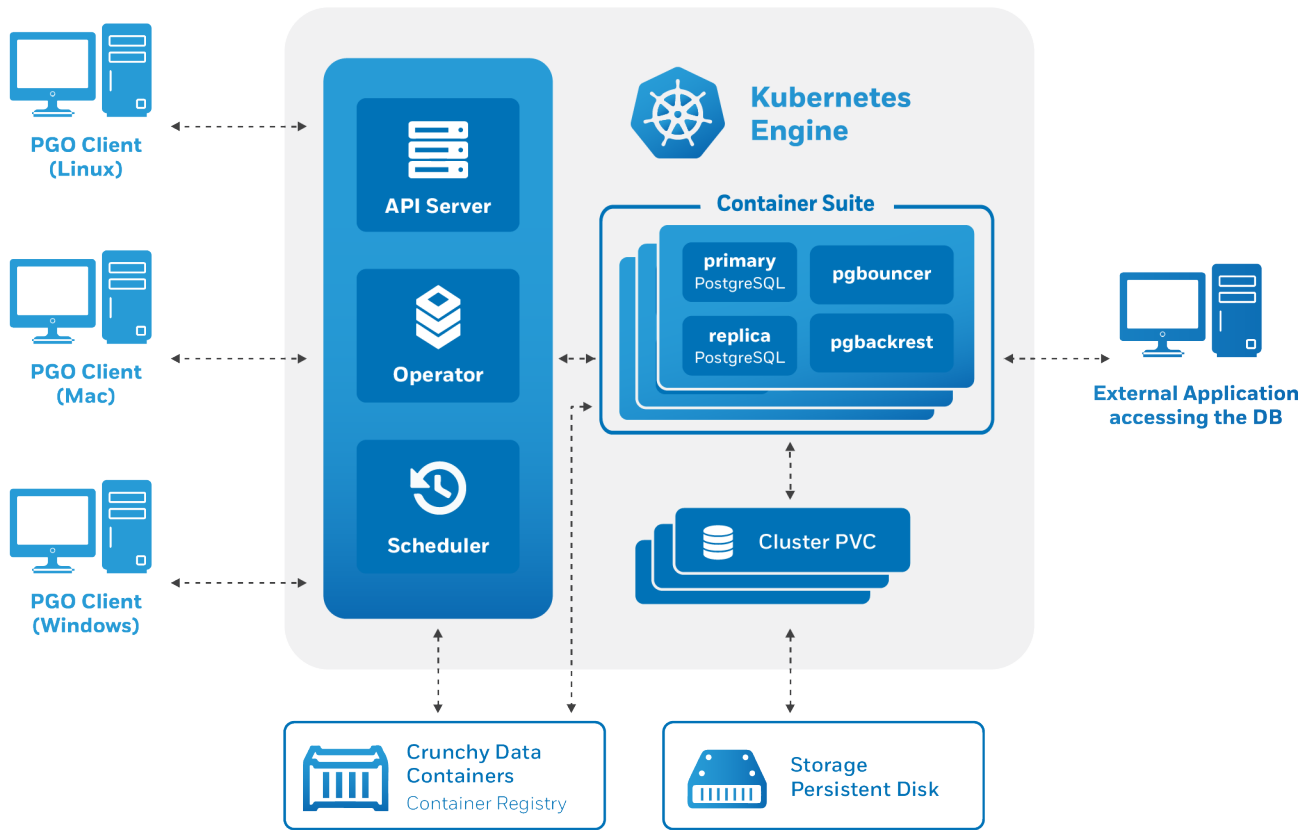 PGO Client
(Linux)
PGO Client
(Mac)
PGO Client
(Windows)
API Server
Operator
Scheduler
Kubernetes
Engine
Container Suite
primary
PostgreSQL
pgbouncer
replica
PostgreSQL
pgbackrest
Cluster PVC
External Application
accessing the DB
Crunchy Data
Containers
Container Registry
Storage
Persistent Disk